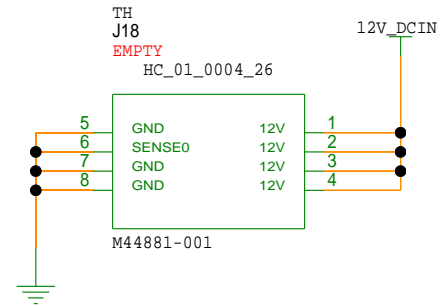 TH
J18
EMPTY
HC_01_0004_26
12V_DCIN
5 GND 12V 1
6 SENSE0 12V 2
7 GND 12V 3
8 GND 12V 4
M44881-001